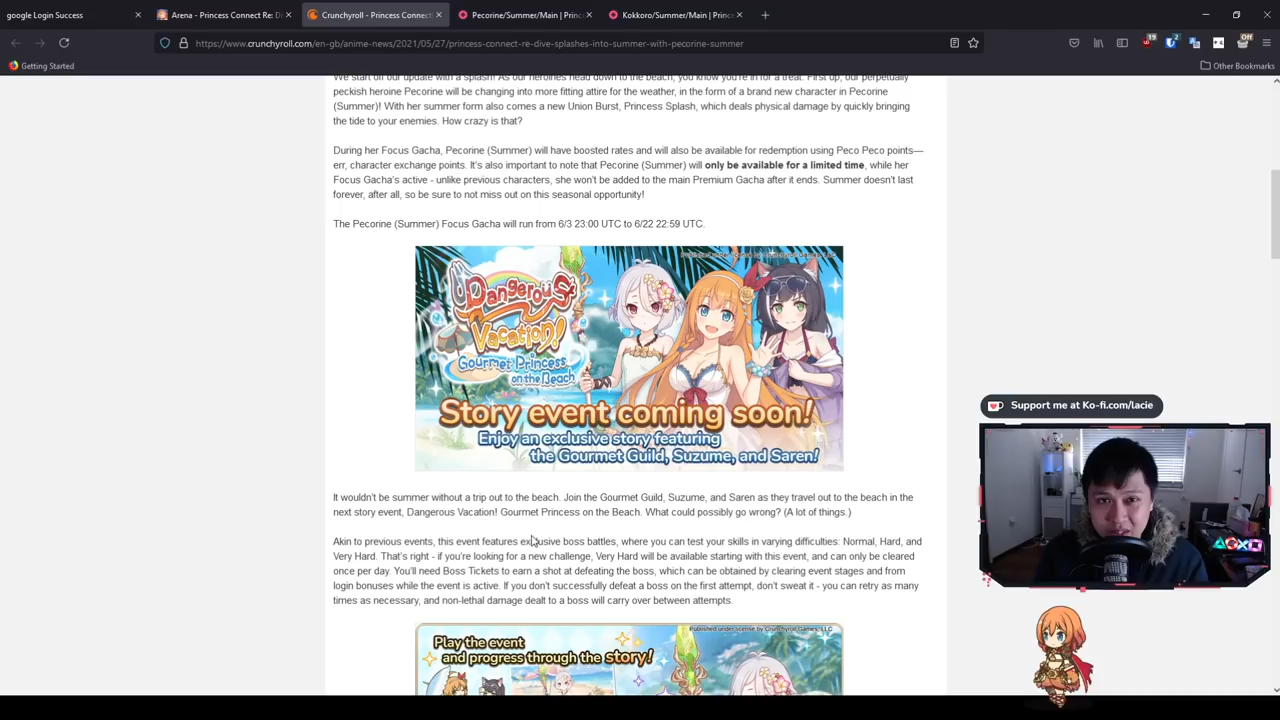 google Login Success
Arena - Princess Connect Re: Di
Crunchyroll - Princess Connect!
Pecorine/Summer/Main | Princ
Kokkoro/Summer/Main | Princ
https://www.crunchyroll.com/en-gb/anime-news/2021/05/27/princess-connect-re-dive-splashes-into-summer-with-pecorine-summer
19
2
Off
Getting Started
Other Bookmarks
We start off our update with a splash! As our heroines head down to the beach, you know you're in for a treat. First up, our perpetually
peckish heroine Pecorine will be changing into more fitting attire for the weather, in the form of a brand new character in Pecorine
(Summer)! With her summer form also comes a new Union Burst, Princess Splash, which deals physical damage by quickly bringing
the tide to your enemies. How crazy is that?
During her Focus Gacha, Pecorine (Summer) will have boosted rates and will also be available for redemption using Peco Peco points—
err, character exchange points. It's also important to note that Pecorine (Summer) will only be available for a limited time, while her
Focus Gacha's active - unlike previous characters, she won't be added to the main Premium Gacha after it ends. Summer doesn't last
forever, after all, so be sure to not miss out on this seasonal opportunity!
The Pecorine (Summer) Focus Gacha will run from 6/3 23:00 UTC to 6/22 22:59 UTC.
Published under license by Crunchyroll Games, LLC
Dangerous
Vacation!
Gourmet Princess
on the Beach
Story event coming soon!
Enjoy an exclusive story featuring
the Gourmet Guild, Suzume, and Saren!
It wouldn't be summer without a trip out to the beach. Join the Gourmet Guild, Suzume, and Saren as they travel out to the beach in the
next story event, Dangerous Vacation! Gourmet Princess on the Beach. What could possibly go wrong? (A lot of things.)
Akin to previous events, this event features exclusive boss battles, where you can test your skills in varying difficulties: Normal, Hard, and
Very Hard. That's right - if you're looking for a new challenge, Very Hard will be available starting with this event, and can only be cleared
once per day. You'll need Boss Tickets to earn a shot at defeating the boss, which can be obtained by clearing event stages and from
login bonuses while the event is active. If you don't successfully defeat a boss on the first attempt, don't sweat it - you can retry as many
times as necessary, and non-lethal damage dealt to a boss will carry over between attempts.
Published under license by Crunchyroll Games, LLC
Play the event
and progress through the story!
Support me at Ko-fi.com/lacie